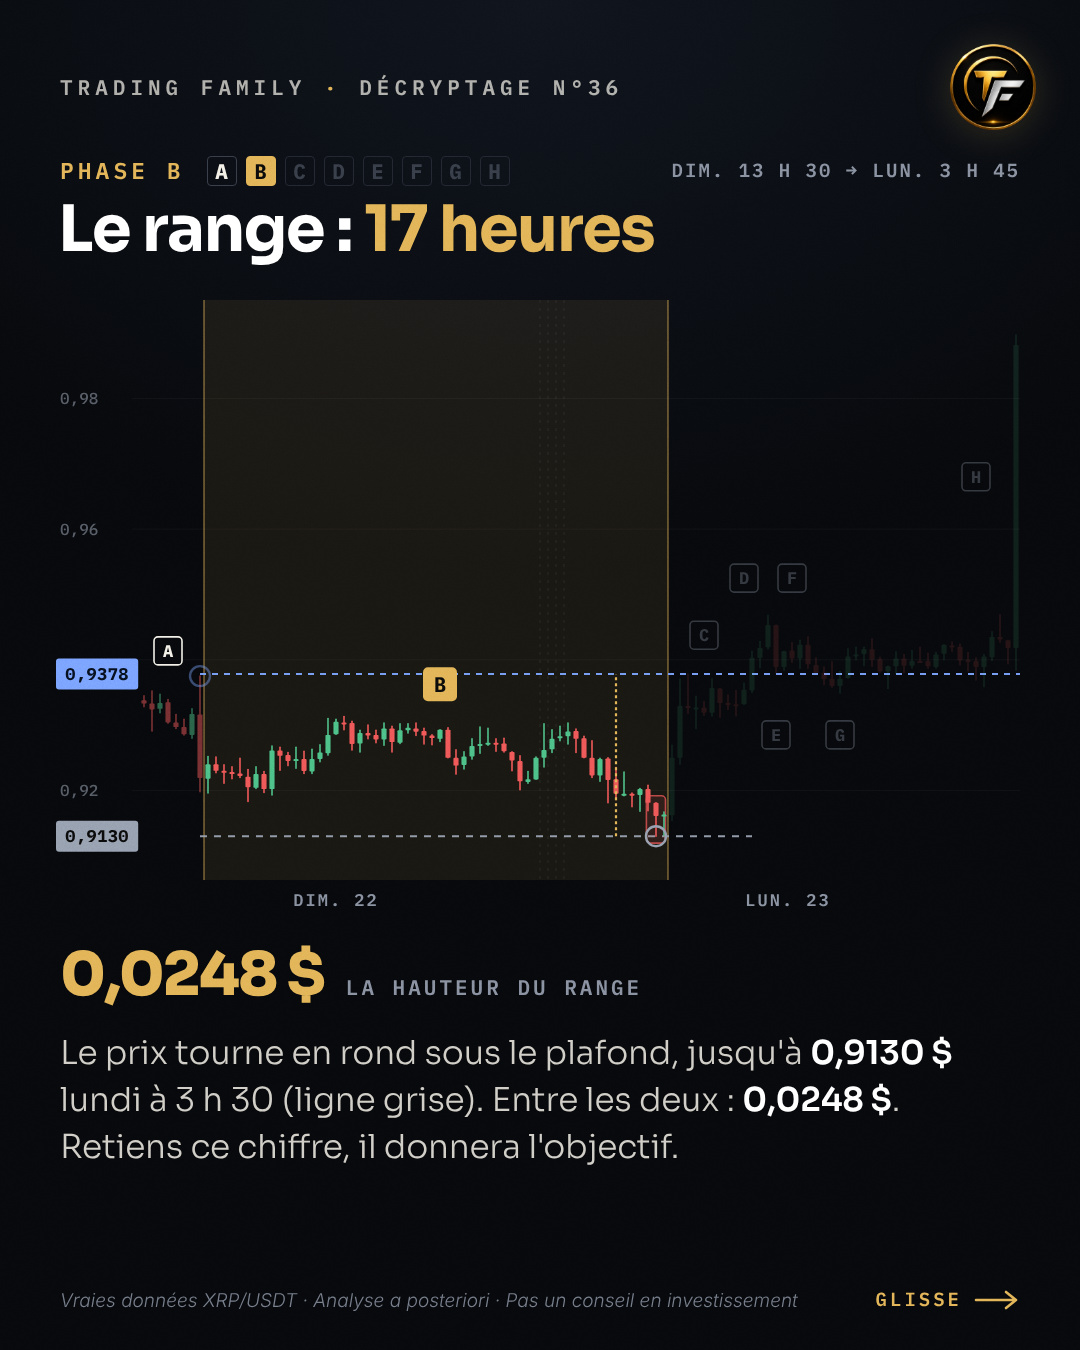 TRADING FAMILY · DÉCRYPTAGE N°36
TF
PHASE B A B C D E F G H
DIM. 13 H 30 → LUN. 3 H 45
Le range : 17 heures
0,98
0,96
H
D F
C
A
0,9378
B
E G
0,92
0,9130
DIM. 22 LUN. 23
0,0248 $ LA HAUTEUR DU RANGE
Le prix tourne en rond sous le plafond, jusqu'à 0,9130 $
lundi à 3 h 30 (ligne grise). Entre les deux : 0,0248 $.
Retiens ce chiffre, il donnera l'objectif.
Vraies données XRP/USDT · Analyse a posteriori · Pas un conseil en investissement
GLISSE →